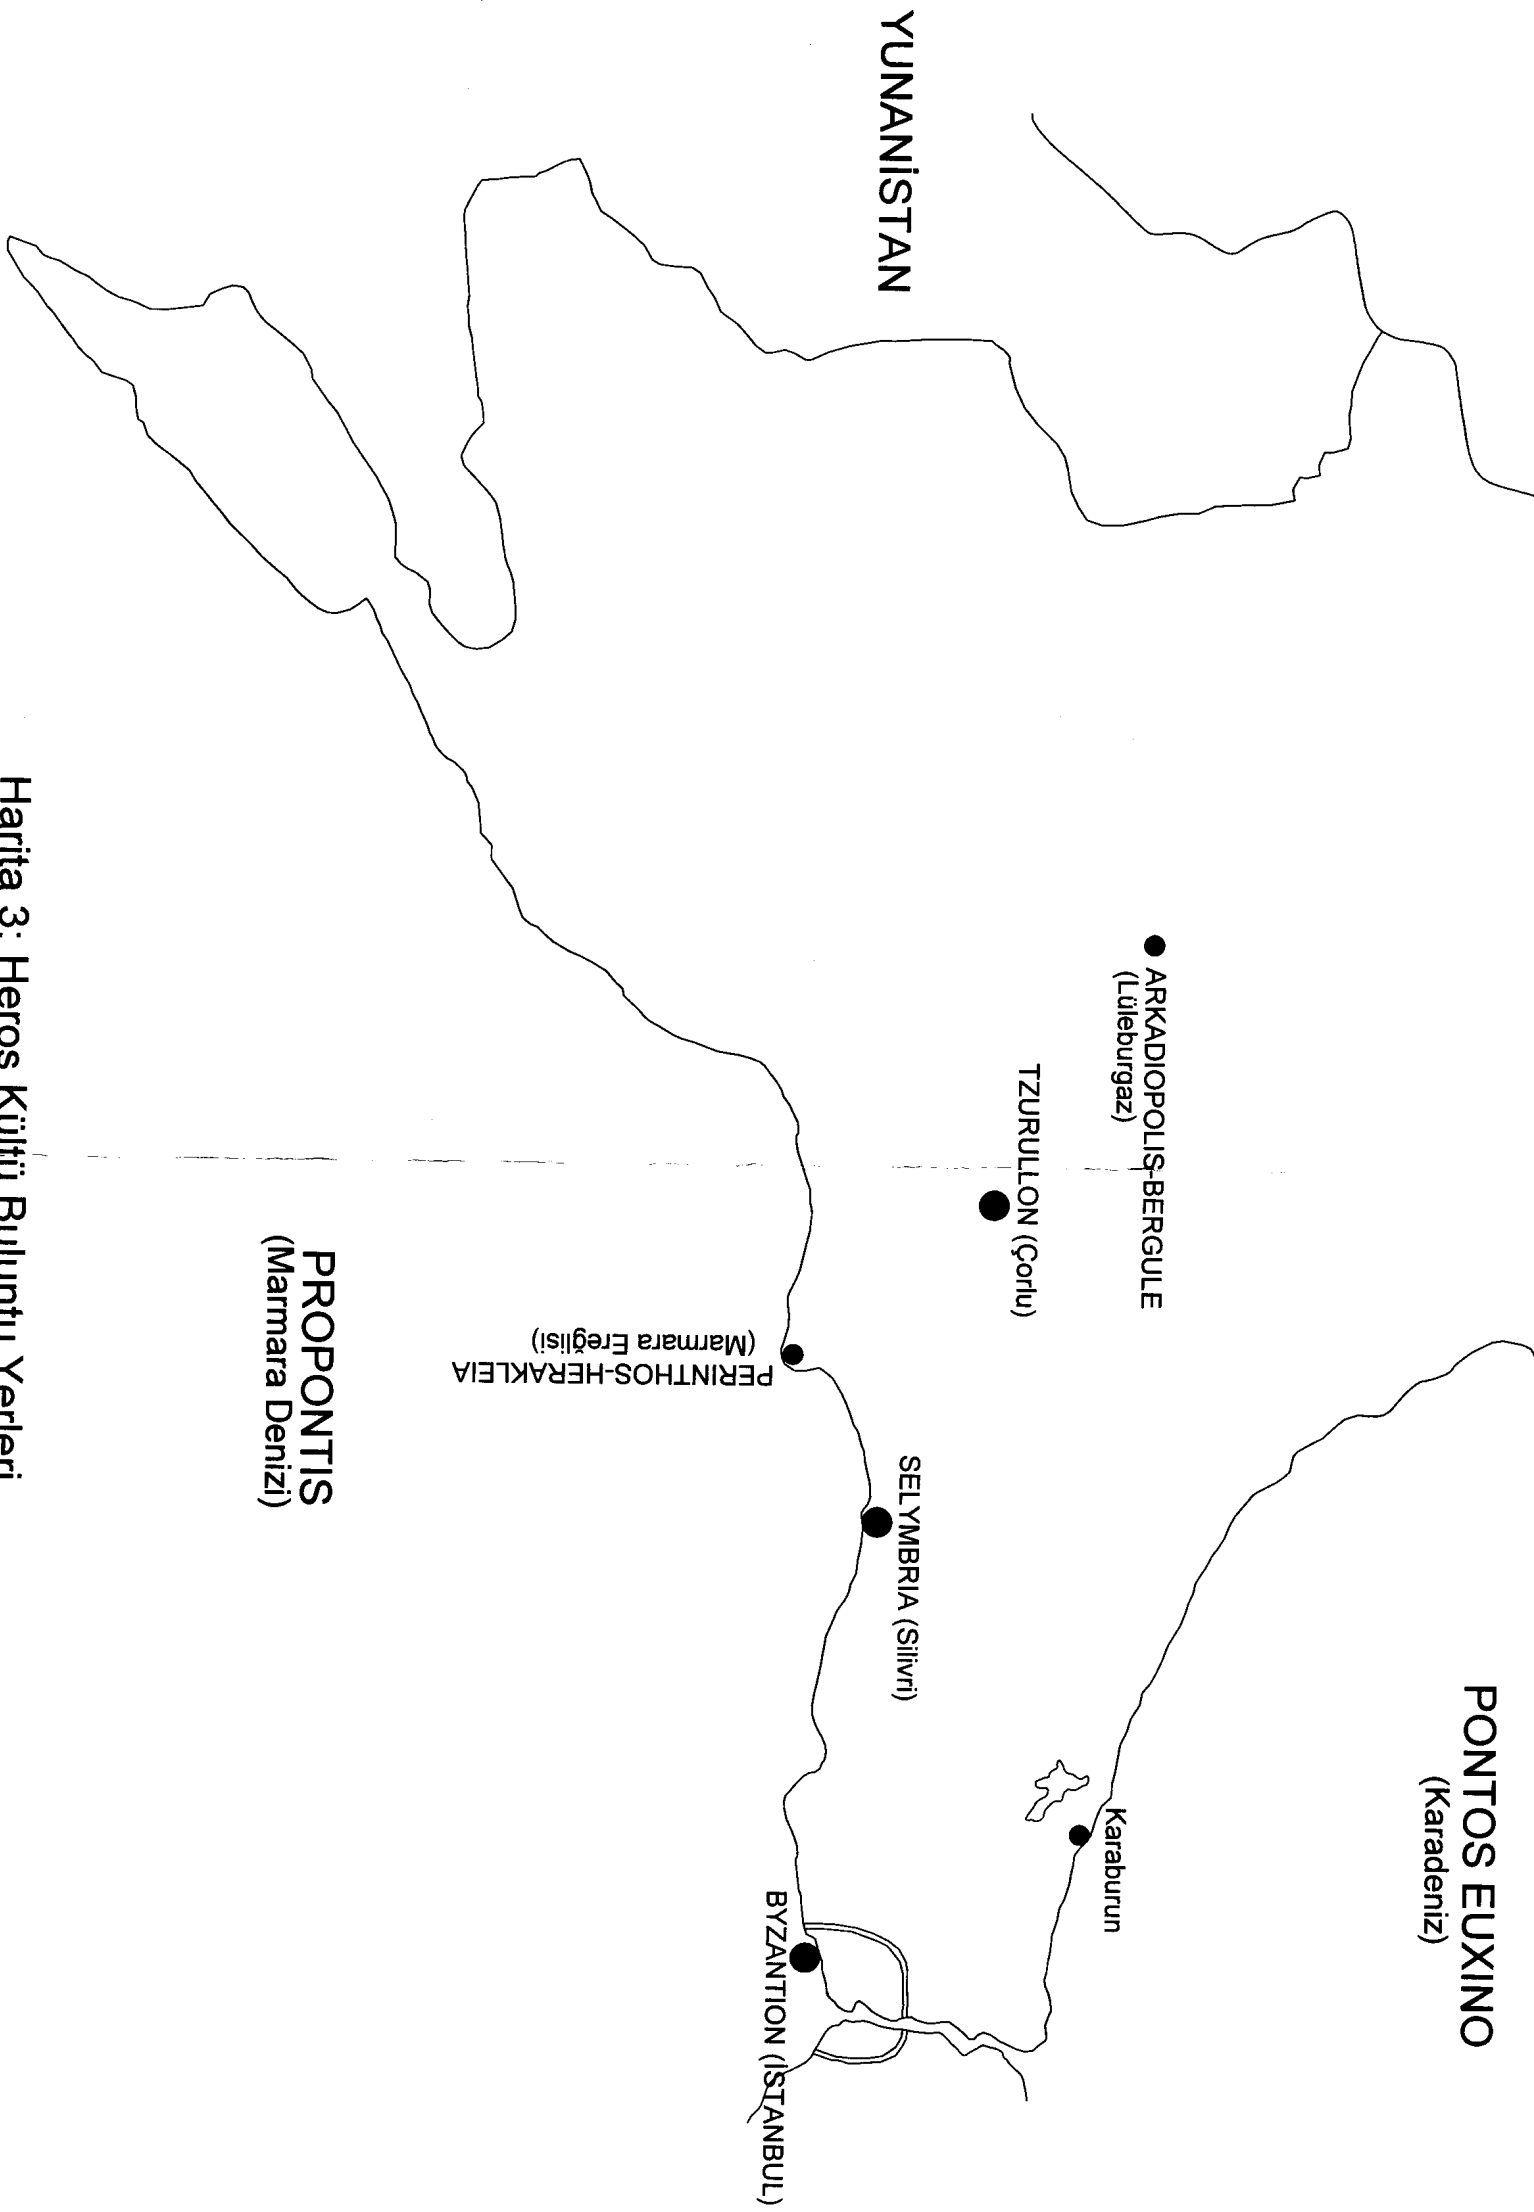 PONTOS EUXINO
(Karadeniz)
YUNANİSTAN
ARKADIOPOLIS-BERGULE
(Lüleburgaz)
TZURULLON (Çorlu)
Karaburun
SELYMBRIA (Silivri)
PERINTHOS-HERAKLEIA
(Marmara Ereğlisi)
BYZANTION (İSTANBUL)
PROPONTIS
(Marmara Denizi)
Harita 3: Heros Kültü Buluntu Yerleri